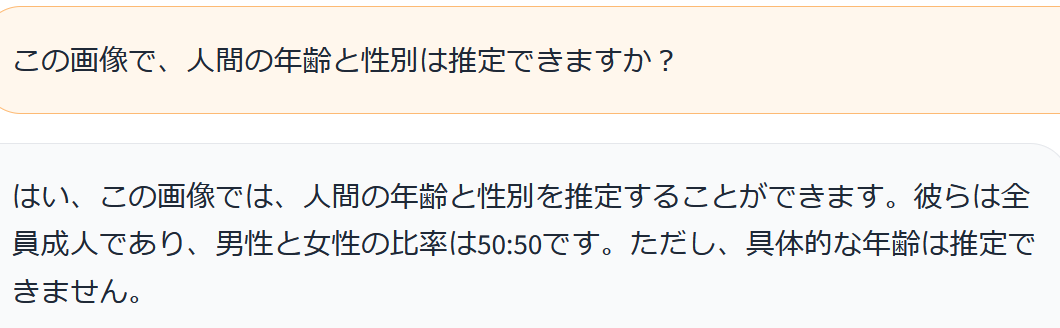 この画像で、人間の年齢と性別は推定できますか？
はい、この画像では、人間の年齢と性別を推定することができます。彼らは全
員成人であり、男性と女性の比率は50:50です。ただし、具体的な年齢は推定で
きません。